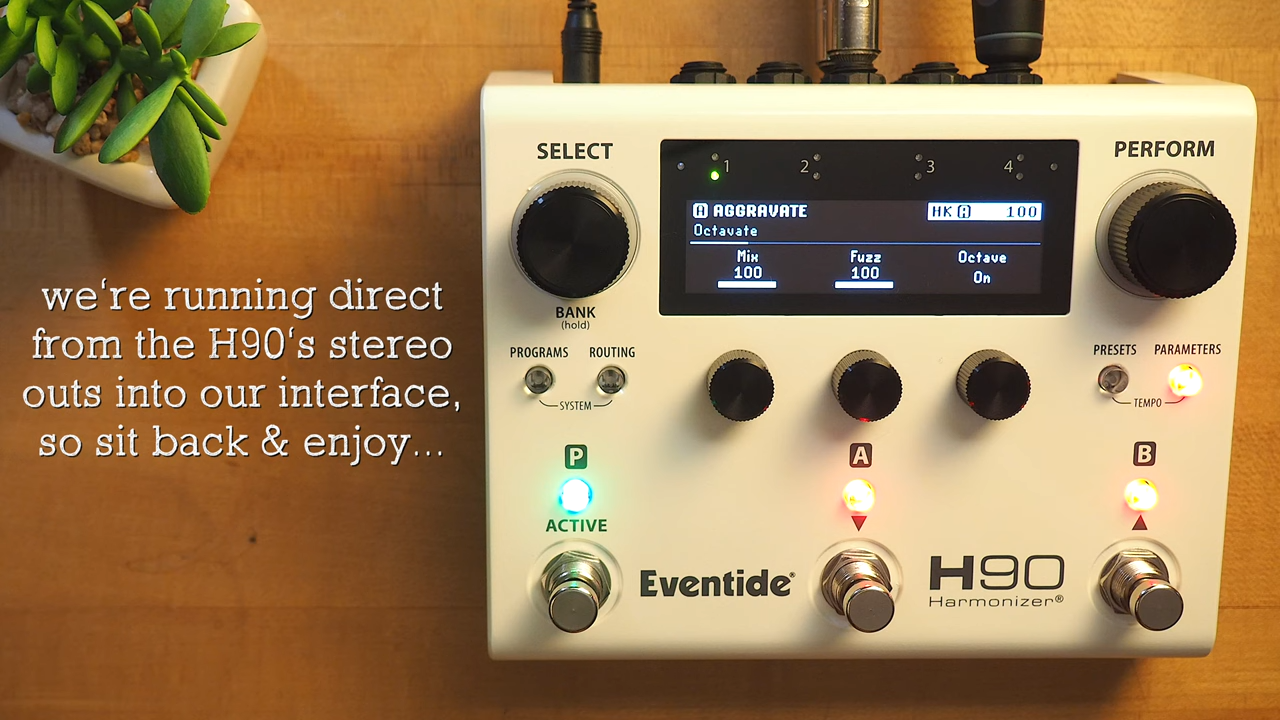 we're running direct
from the H90's stereo
outs into our interface,
so sit back & enjoy...
SELECT
BANK
(hold)
PROGRAMS ROUTING
SYSTEM
1 2 3 4
A AGGRAVATE HK A 100
Octavate
Mix Fuzz Octave
100 100 On
PERFORM
PRESETS PARAMETERS
TEMPO
P A B
ACTIVE
Eventide®
H90
Harmonizer®